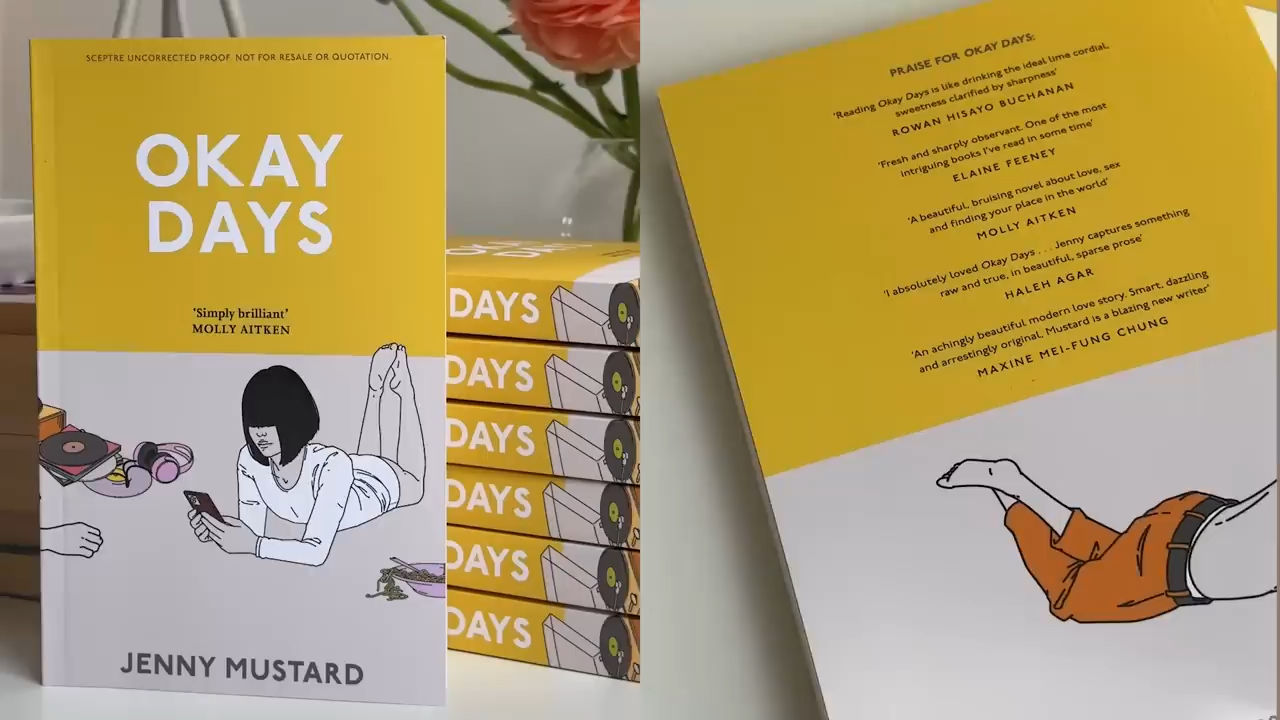 SCEPTRE UNCORRECTED PROOF. NOT FOR RESALE OR QUOTATION.
OKAY
DAYS
'Simply brilliant'
MOLLY AITKEN
JENNY MUSTARD
OKAY
DAYS
DAYS
DAYS
DAYS
DAYS
DAYS
DAYS
PRAISE FOR OKAY DAYS:
'Reading Okay Days is like drinking the ideal lime cordial,
sweetness clarified by sharpness'
ROWAN HISAYO BUCHANAN
'Fresh and sharply observant. One of the most
intriguing books I've read in some time'
ELAINE FEENEY
'A beautiful, bruising novel about love, sex
and finding your place in the world'
MOLLY AITKEN
'I absolutely loved Okay Days . . . Jenny captures something
raw and true, in beautiful, sparse prose'
HALEH AGAR
'An achingly beautiful modern love story. Smart, dazzling
and arrestingly original, Mustard is a blazing new writer'
MAXINE MEI-FUNG CHUNG